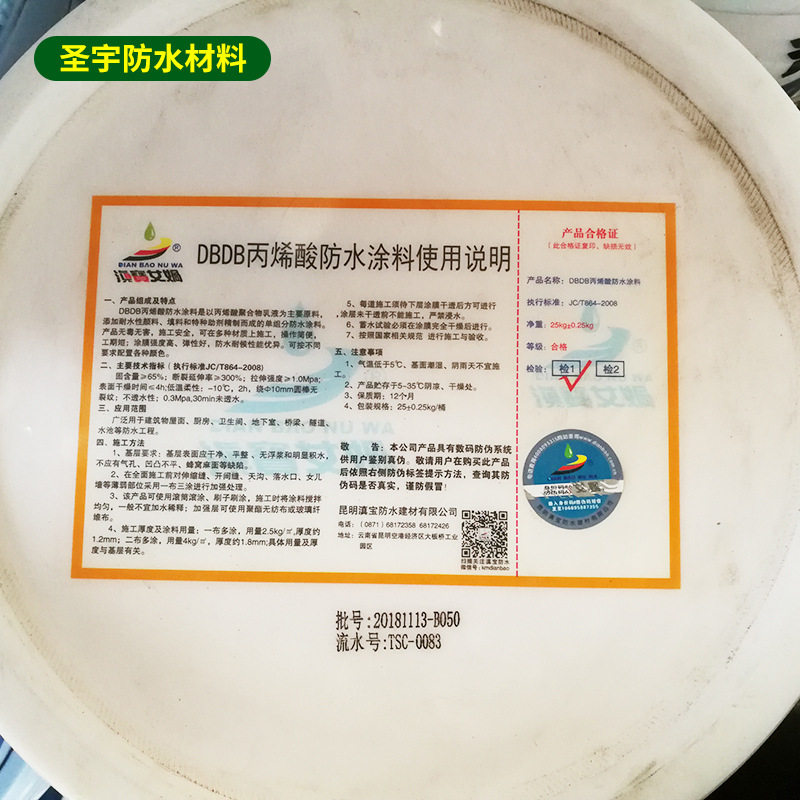 圣宇防水材料
DIAN BAO NU WA
滇寶女娲
®
DBDB丙烯酸防水涂料使用说明
一、产品组成及特点
DBDB丙烯酸防水涂料是以丙烯酸聚合物乳液为主要原料,
添加耐水性颜料、填料和特种助剂精制而成的单组分防水涂料。
产品无毒无害,施工安全,可在多种材质上施工,操作简便,
工期短;涂膜强度高、弹性好,防水耐候性能优异。可按不同
要求配置各种颜色。
二、主要技术指标(执行标准JC/T864-2008)
固含量≥65%;断裂延伸率≥300%;拉伸强度≥1.0Mpa;
表面干燥时间≤4h;低温柔性:-10℃,2h,绕Φ10mm圆棒无
裂纹;不透水性:0.3Mpa,30min未透水。
三、应用范围
广泛用于建筑物屋面、厨房、卫生间、地下室、桥梁、隧道、
水池等防水工程。
四、施工方法
1、基层要求:基层表面应干净、平整、无浮浆和明显积水,
不应有气孔、凹凸不平、蜂窝麻面等缺陷。
2、在全面施工前对伸缩缝、开间缝、天沟、落水口、女儿
墙等薄弱部位采用一布三涂进行加强处理。
3、该产品可使用滚筒滚涂、刷子刷涂,施工时将涂料搅拌
均匀,一般不宜加水稀释;加强层可使用聚酯无纺布或玻璃纤
维布。
4、施工厚度及涂料用量:一布多涂,用量2.5kg/㎡,厚度约
1.2mm;二布多涂,用量4kg/㎡,厚度约1.8mm;具体用量及厚
度与基层有关。
5、每道施工须待下层涂膜干透后方可进行
,涂层未干透前不能施工,严禁浸水。
6、蓄水试验必须在涂膜完全干燥后进行。
7、按照国家相关规范 进行施工与验收。
五、注意事项
1、气温低于5℃、基面潮湿、阴雨天不宜施
工。
2、产品贮存于5-35℃阴凉、干燥处。
3、保质期:12个月
4、包装规格:25±0.25kg/桶
敬 告:本公司产品具有数码防伪系统
供用户鉴别真伪。敬请用户在购买此产品
后依照右侧防伪标签提示方法,查询其防
伪码是否真实,谨防假冒!
昆明滇宝防水建材有限公司
电话:(0871)68172358 68172426
地址:云南省昆明空港经济区大板桥工业
园区
扫描关注滇宝防水
微信号:kmdianbao
产品合格证
(此合格证复印、缺损无效)
产品名称:DBDB丙烯酸防水涂料
执行标准:JC/T864-2008
净重:25kg±0.25kg
等级:合格
检验:检1 检2
批号:20181113-B050
流水号:TSC-0083